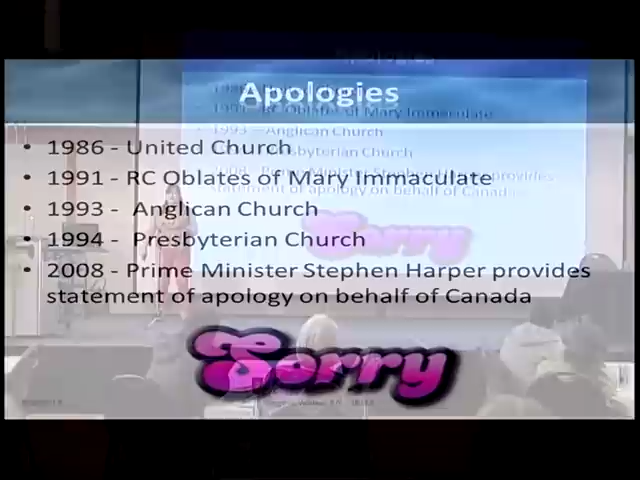 Apologies
• 1986 - United Church
• 1991 - RC Oblates of Mary Immaculate
• 1993 - Anglican Church
• 1994 - Presbyterian Church
• 2008 - Prime Minister Stephen Harper provides
statement of apology on behalf of Canada
Sorry